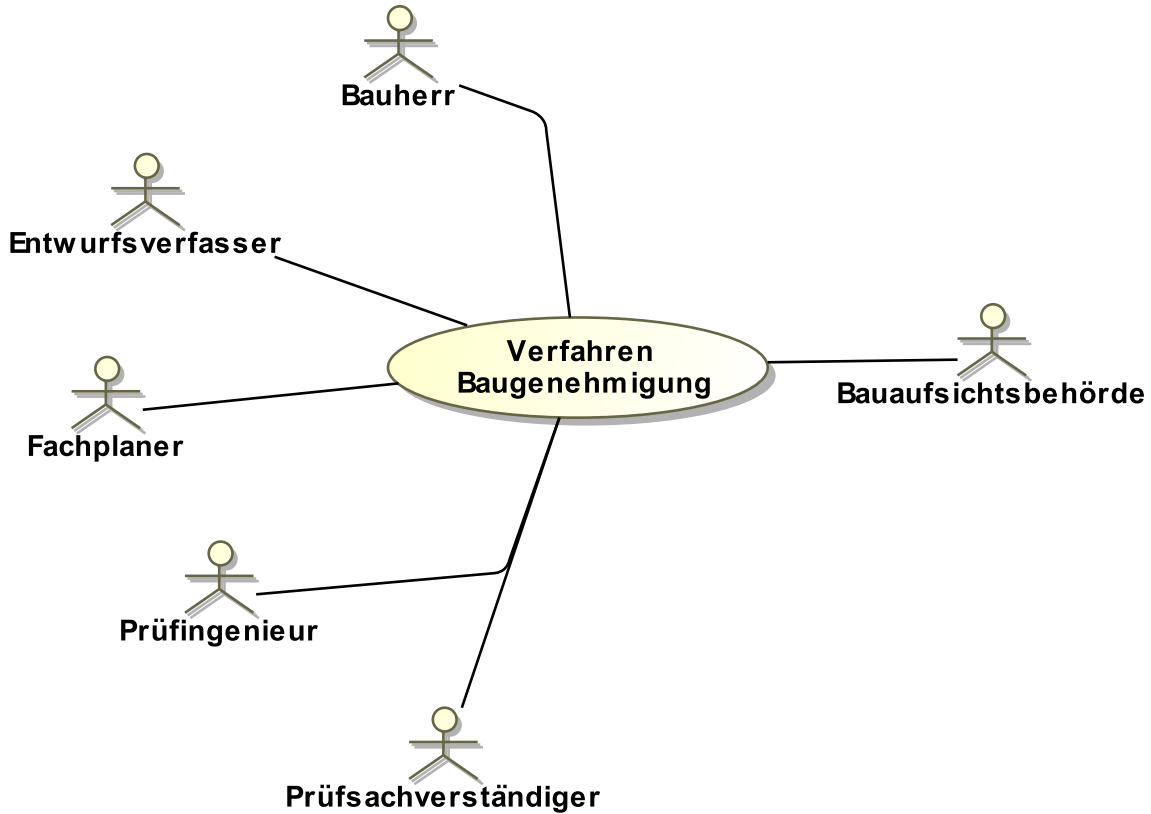 Bauherr
Entwurfsverfasser
Verfahren
Baugenehmigung
Bauaufsichtsbehörde
Fachplaner
Prüfingenieur
Prüfsachverständiger